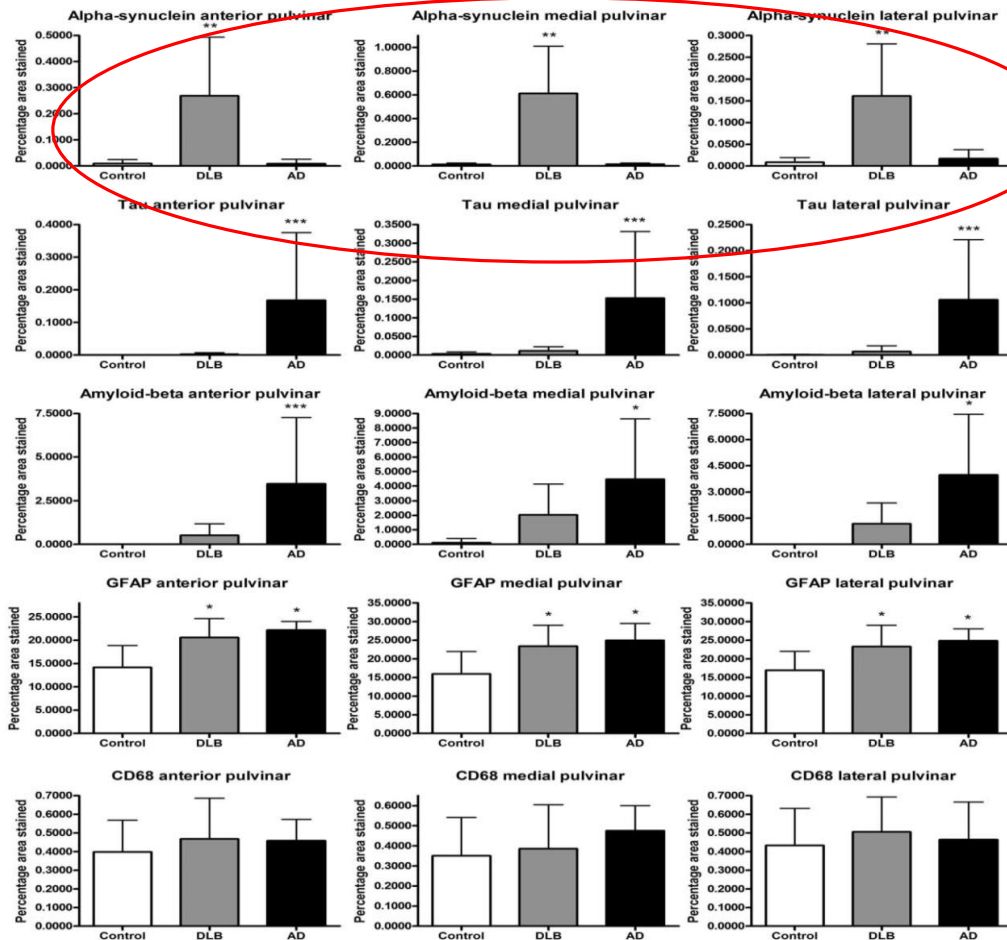 Alpha-synuclein anterior pulvinar
Percentage area stained
0.5000
0.4000
0.3000
0.2000
0.1000
0.0000
**
Control DLB AD
Alpha-synuclein medial pulvinar
Percentage area stained
1.0000
0.8000
0.6000
0.4000
0.2000
0.0000
**
Control DLB AD
Alpha-synuclein lateral pulvinar
Percentage area stained
0.3000
0.2500
0.2000
0.1500
0.1000
0.0500
0.0000
**
Control DLB AD
Tau anterior pulvinar
Percentage area stained
0.4000
0.3000
0.2000
0.1000
0.0000
***
Control DLB AD
Tau medial pulvinar
Percentage area stained
0.3500
0.3000
0.2500
0.2000
0.1500
0.1000
0.0500
0.0000
***
Control DLB AD
Tau lateral pulvinar
Percentage area stained
0.2500
0.2000
0.1500
0.1000
0.0500
0.0000
***
Control DLB AD
Amyloid-beta anterior pulvinar
Percentage area stained
7.5000
5.0000
2.5000
0.0000
***
Control DLB AD
Amyloid-beta medial pulvinar
Percentage area stained
9.0000
8.0000
7.0000
6.0000
5.0000
4.0000
3.0000
2.0000
1.0000
0.0000
*
Control DLB AD
Amyloid-beta lateral pulvinar
Percentage area stained
7.5000
6.0000
4.5000
3.0000
1.5000
0.0000
*
Control DLB AD
GFAP anterior pulvinar
Percentage area stained
25.0000
20.0000
15.0000
10.0000
5.0000
0.0000
* *
Control DLB AD
GFAP medial pulvinar
Percentage area stained
35.0000
30.0000
25.0000
20.0000
15.0000
10.0000
5.0000
0.0000
* *
Control DLB AD
GFAP lateral pulvinar
Percentage area stained
35.0000
30.0000
25.0000
20.0000
15.0000
10.0000
5.0000
0.0000
* *
Control DLB AD
CD68 anterior pulvinar
Percentage area stained
0.7000
0.6000
0.5000
0.4000
0.3000
0.2000
0.1000
0.0000
Control DLB AD
CD68 medial pulvinar
Percentage area stained
0.6000
0.5000
0.4000
0.3000
0.2000
0.1000
0.0000
Control DLB AD
CD68 lateral pulvinar
Percentage area stained
0.7000
0.6000
0.5000
0.4000
0.3000
0.2000
0.1000
0.0000
Control DLB AD